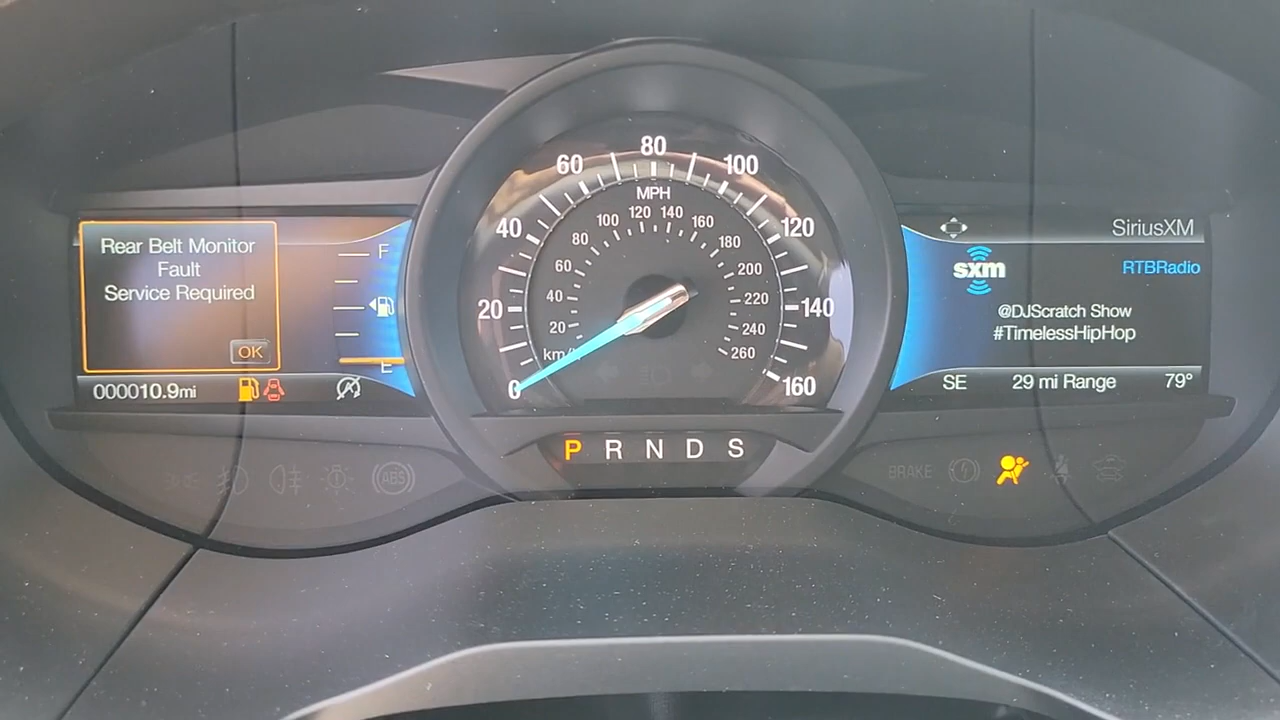 Rear Belt Monitor
Fault
Service Required
OK
F
E
000010.9mi
0
20
40
60
80
100
120
140
160
MPH
km/
20
40
60
80
100
120
140
160
180
200
220
240
260
P R N D S
SiriusXM
sxm
RTBRadio
@DJScratch Show
#TimelessHipHop
SE 29 mi Range 79°
ABS
BRAKE